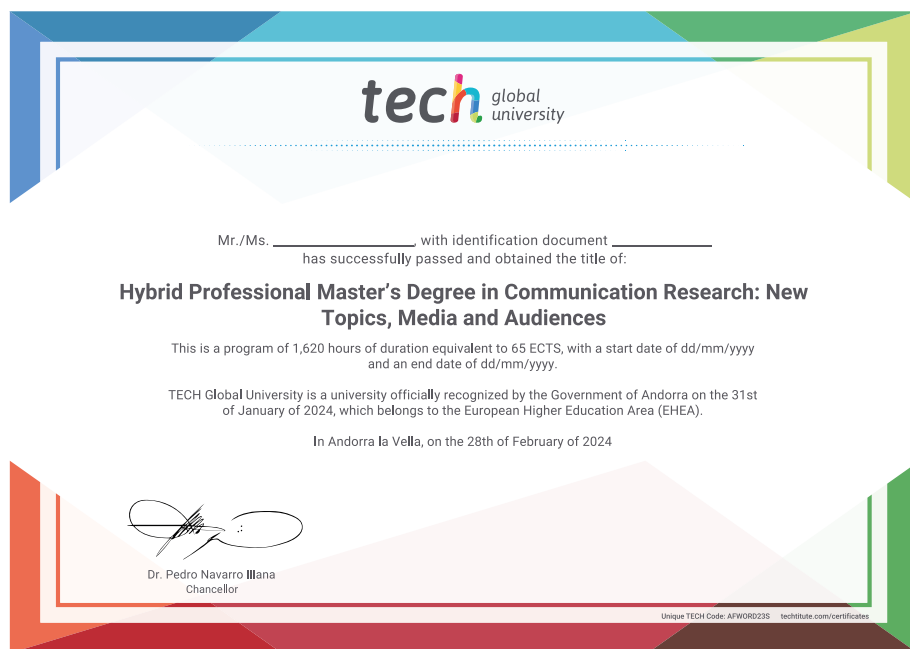 tech global
university
Mr./Ms. ______________, with identification document __________
has successfully passed and obtained the title of:
Hybrid Professional Master’s Degree in Communication Research: New
Topics, Media and Audiences
This is a program of 1,620 hours of duration equivalent to 65 ECTS, with a start date of dd/mm/yyyy
and an end date of dd/mm/yyyy.
TECH Global University is a university officially recognized by the Government of Andorra on the 31st
of January of 2024, which belongs to the European Higher Education Area (EHEA).
In Andorra la Vella, on the 28th of February of 2024
Dr. Pedro Navarro Illana
Chancellor
Unique TECH Code: AFWORD23S techtitute.com/certificates